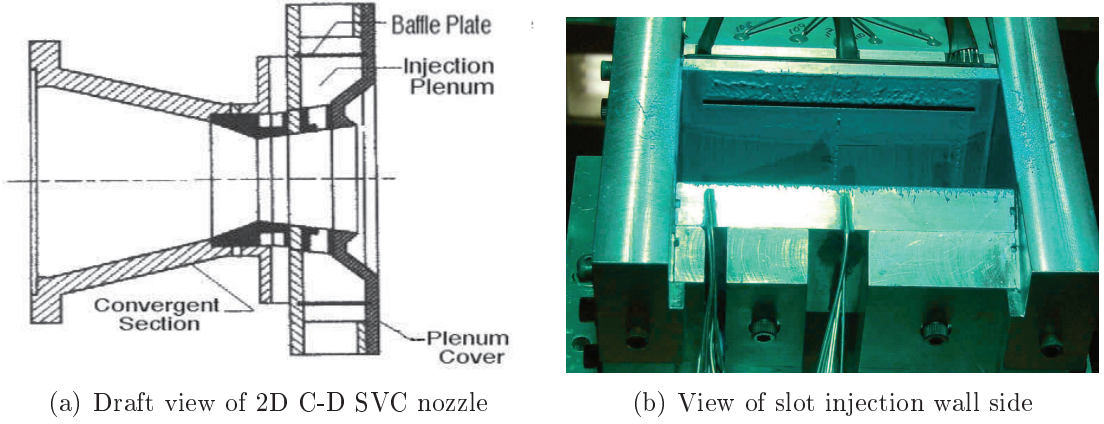 Baffle Plate
Injection
Plenum
Convergent
Section
Plenum
Cover
(a) Draft view of 2D C-D SVC nozzle
(b) View of slot injection wall side